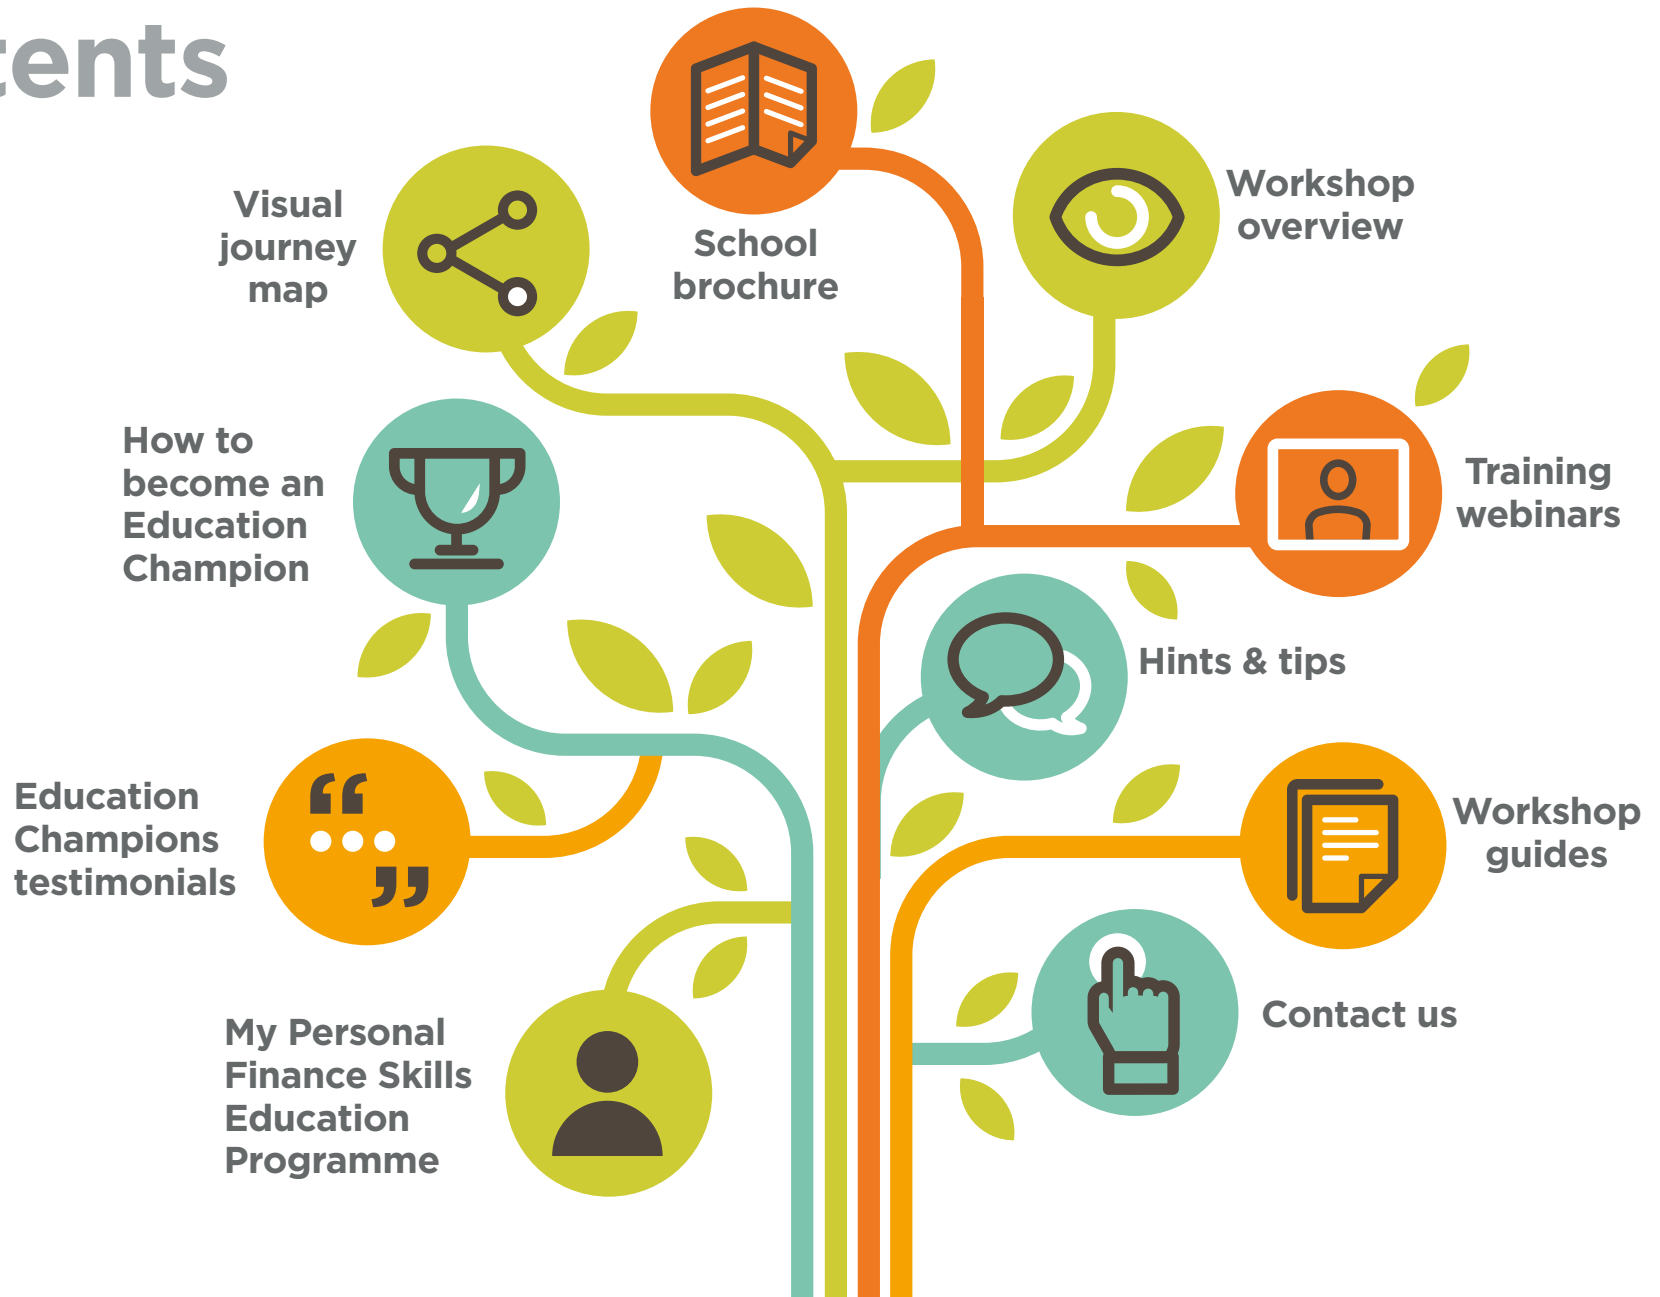 tents
Visual
journey
map
School
brochure
Workshop
overview
How to
become an
Education
Champion
Training
webinars
Hints & tips
Education
Champions
testimonials
Workshop
guides
My Personal
Finance Skills
Education
Programme
Contact us